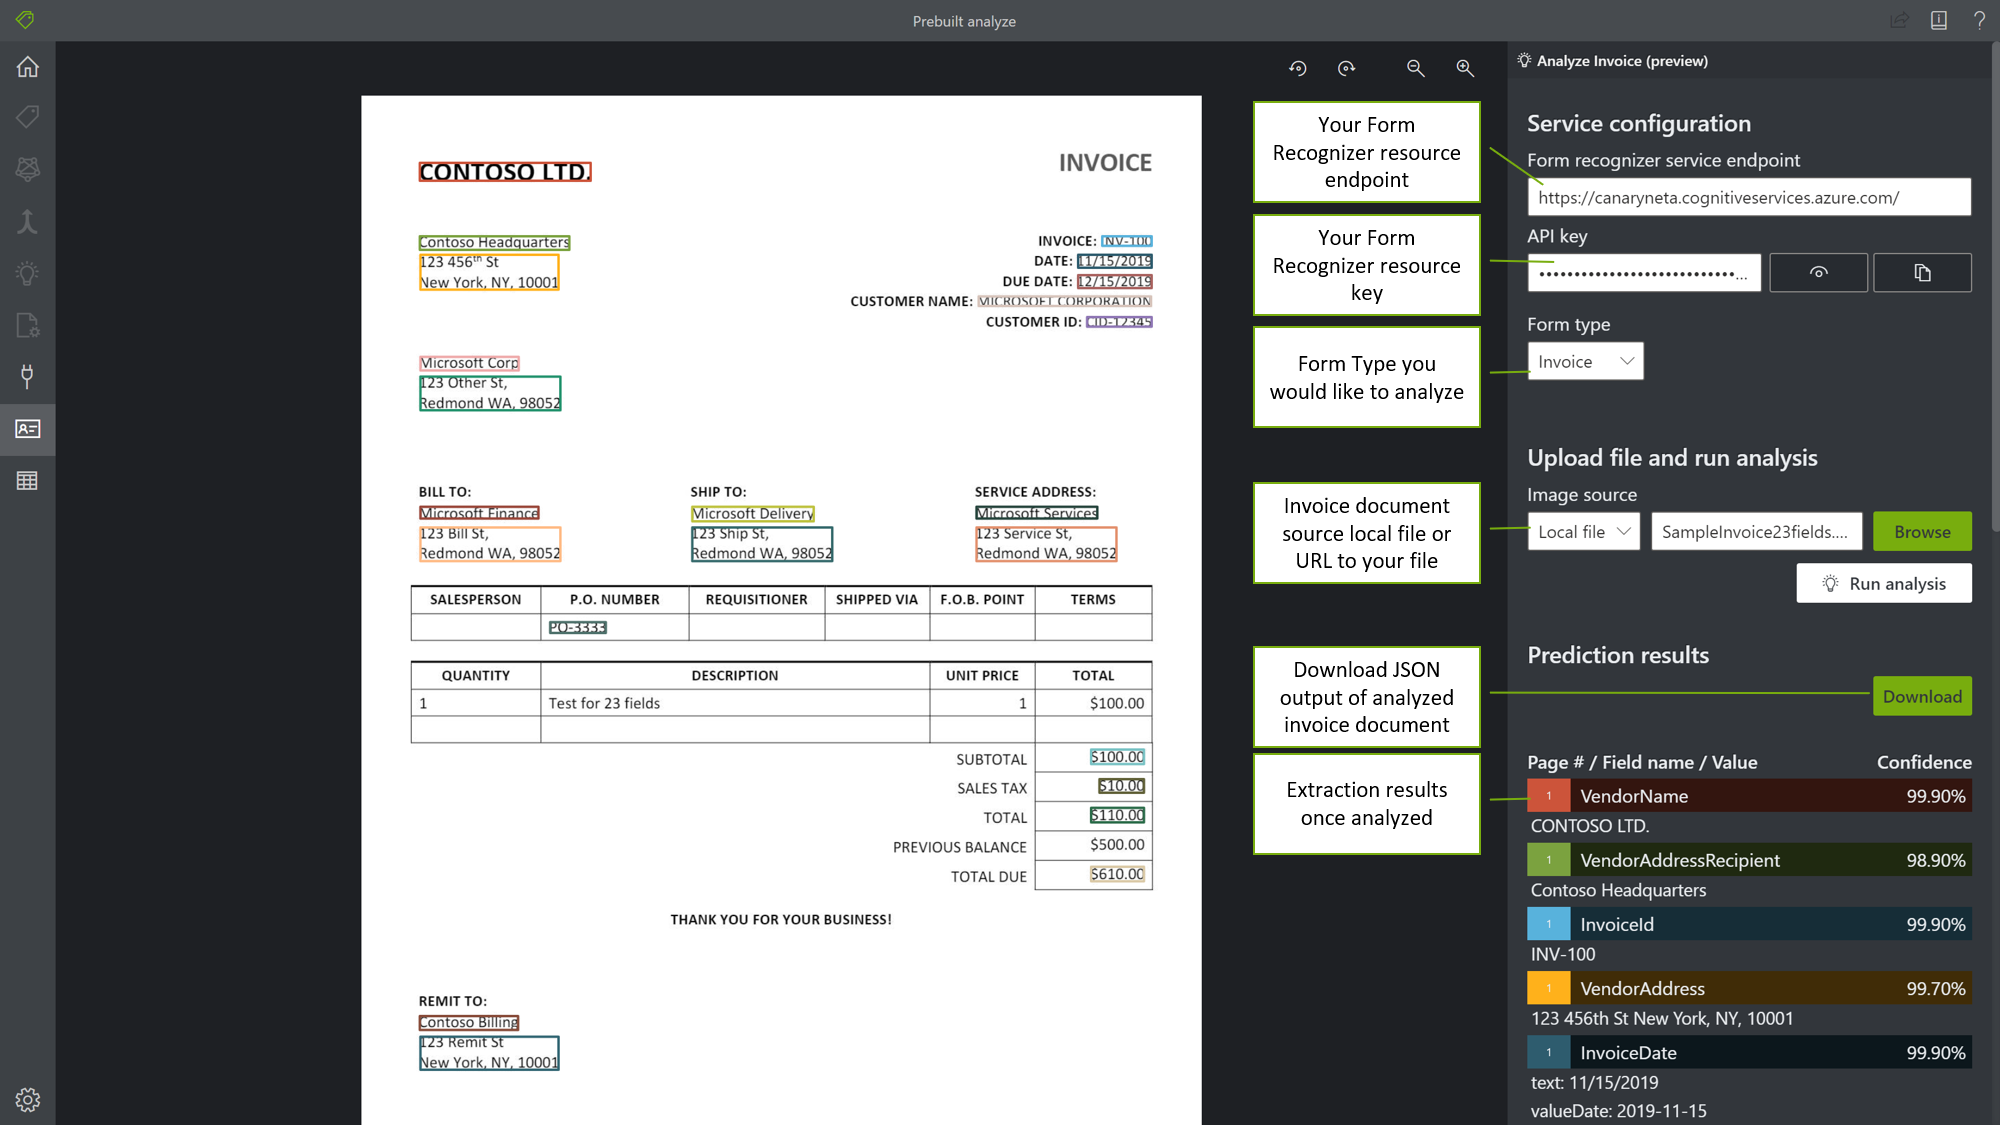 Prebuilt analyze
CONTOSO LTD.
INVOICE
Contoso Headquarters
123 456th St
New York, NY, 10001
INVOICE: INV-100
DATE: 11/15/2019
DUE DATE: 12/15/2019
CUSTOMER NAME: MICROSOFT CORPORATION
CUSTOMER ID: CID-12345
Microsoft Corp
123 Other St,
Redmond WA, 98052
BILL TO:
Microsoft Finance
123 Bill St,
Redmond WA, 98052
SHIP TO:
Microsoft Delivery
123 Ship St,
Redmond WA, 98052
SERVICE ADDRESS:
Microsoft Services
123 Service St,
Redmond WA, 98052
SALESPERSON P.O. NUMBER REQUISITIONER SHIPPED VIA F.O.B. POINT TERMS
PO-3333
QUANTITY DESCRIPTION UNIT PRICE TOTAL
1 Test for 23 fields 1 $100.00
SUBTOTAL $100.00
SALES TAX $10.00
TOTAL $110.00
PREVIOUS BALANCE $500.00
TOTAL DUE $610.00
THANK YOU FOR YOUR BUSINESS!
REMIT TO:
Contoso Billing
123 Remit St
New York, NY, 10001
Your Form
Recognizer resource
endpoint
Your Form
Recognizer resource
key
Form Type you
would like to analyze
Invoice document
source local file or
URL to your file
Download JSON
output of analyzed
invoice document
Extraction results
once analyzed
Analyze Invoice (preview)
Service configuration
Form recognizer service endpoint
https://canaryneta.cognitiveservices.azure.com/
API key
Form type
Invoice
Upload file and run analysis
Image source
Local file SampleInvoice23fields.... Browse
Run analysis
Prediction results
Download
Page # / Field name / Value Confidence
1 VendorName 99.90%
CONTOSO LTD.
1 VendorAddressRecipient 98.90%
Contoso Headquarters
1 InvoiceId 99.90%
INV-100
1 VendorAddress 99.70%
123 456th St New York, NY, 10001
1 InvoiceDate 99.90%
text: 11/15/2019
valueDate: 2019-11-15